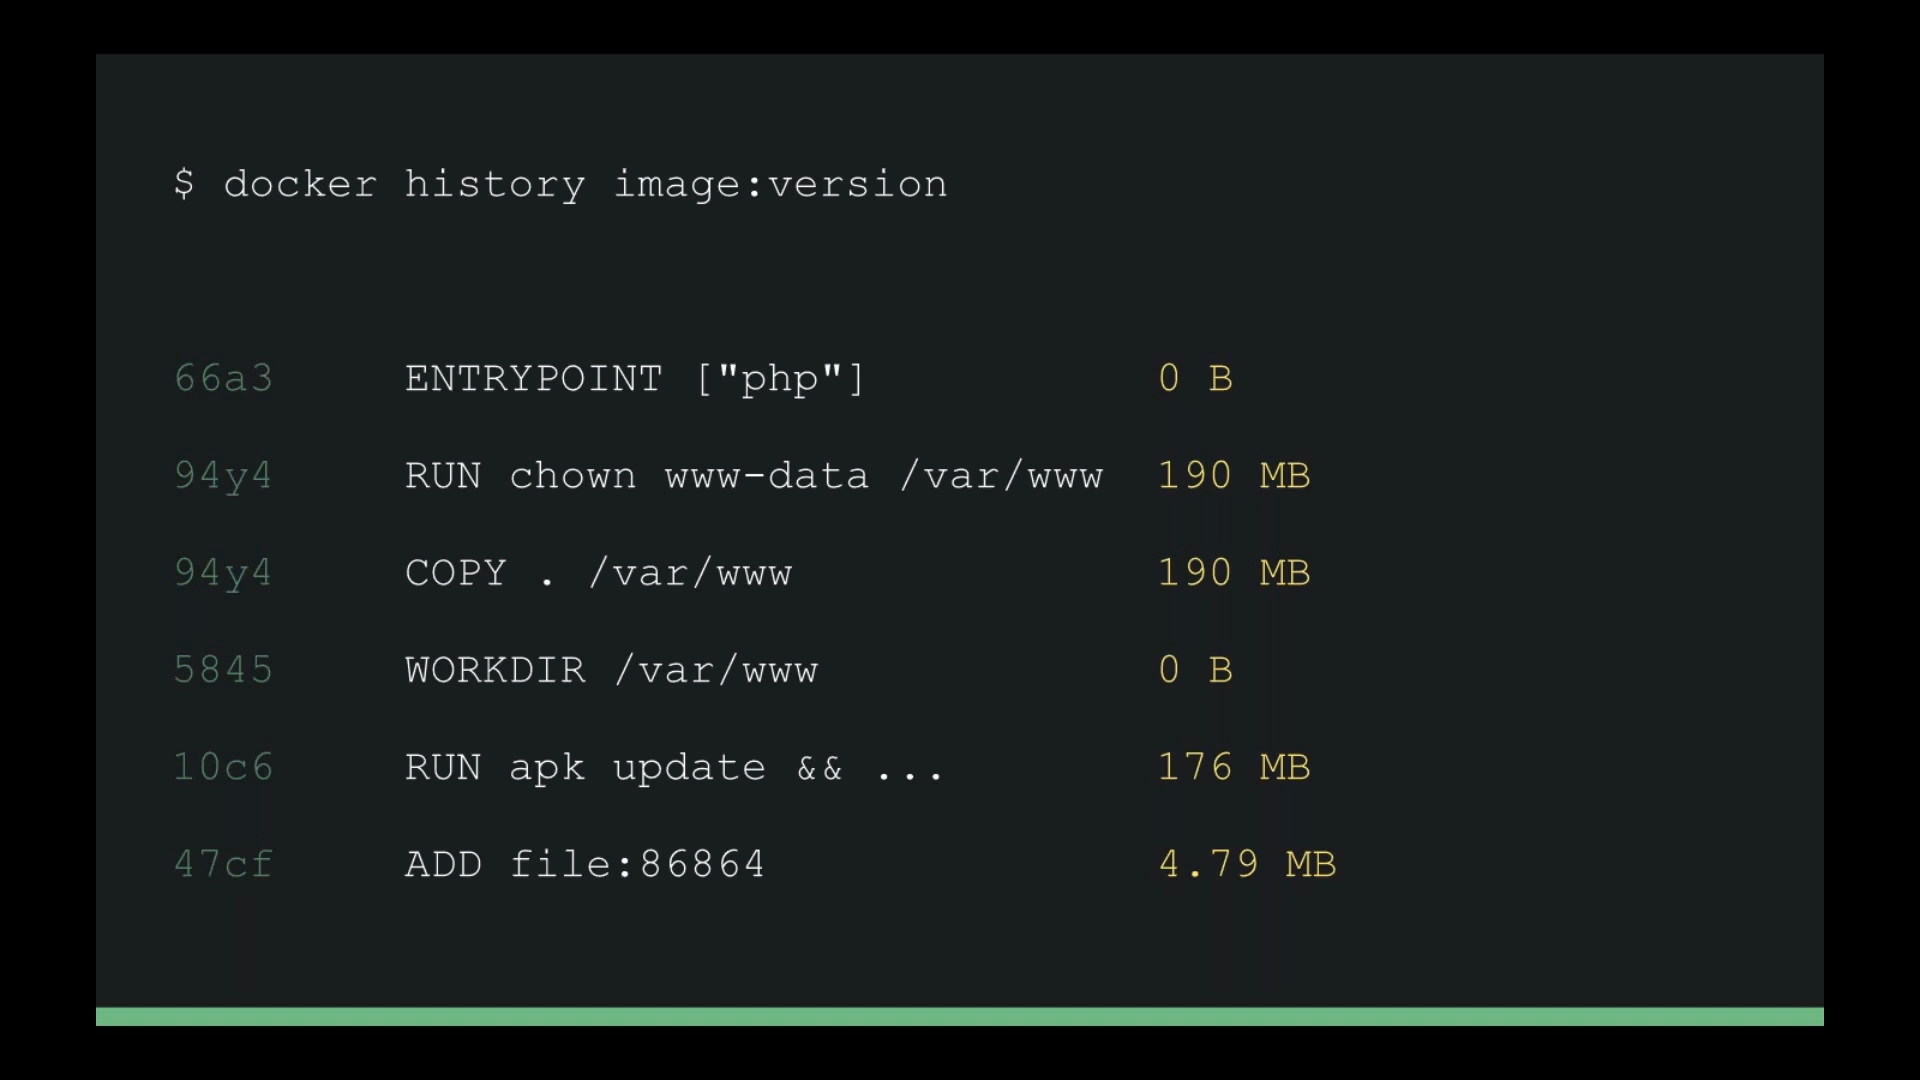 $ docker history image:version
66a3 ENTRYPOINT ["php"] 0 B
94y4 RUN chown www-data /var/www 190 MB
94y4 COPY . /var/www 190 MB
5845 WORKDIR /var/www 0 B
10c6 RUN apk update && ... 176 MB
47cf ADD file:86864 4.79 MB